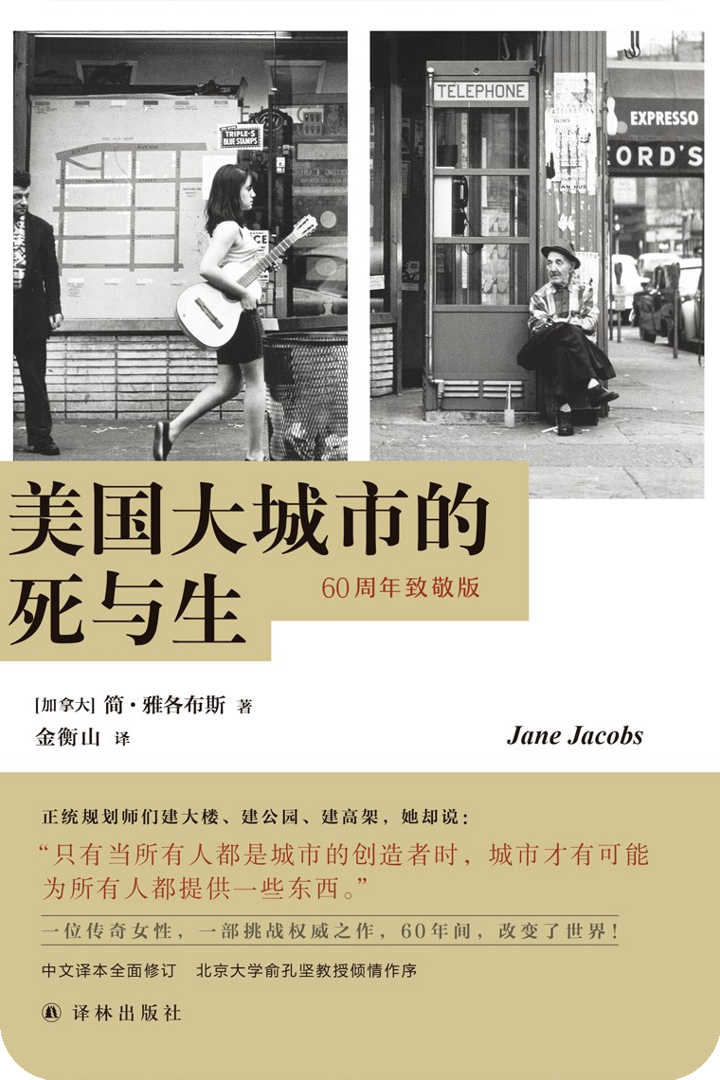 TRIPLE-S
BLUE STAMPS
TELEPHONE
EXPRESSO
ORD'S
美国大城市的
死与生
60周年致敬版
[加拿大] 简·雅各布斯 著
金衡山 译
Jane Jacobs
正统规划师们建大楼、建公园、建高架，她却说：
“只有当所有人都是城市的创造者时，城市才有可能
为所有人都提供一些东西。”
一位传奇女性，一部挑战权威之作，60年间，改变了世界！
中文译本全面修订 北京大学俞孔坚教授倾情作序
译林出版社